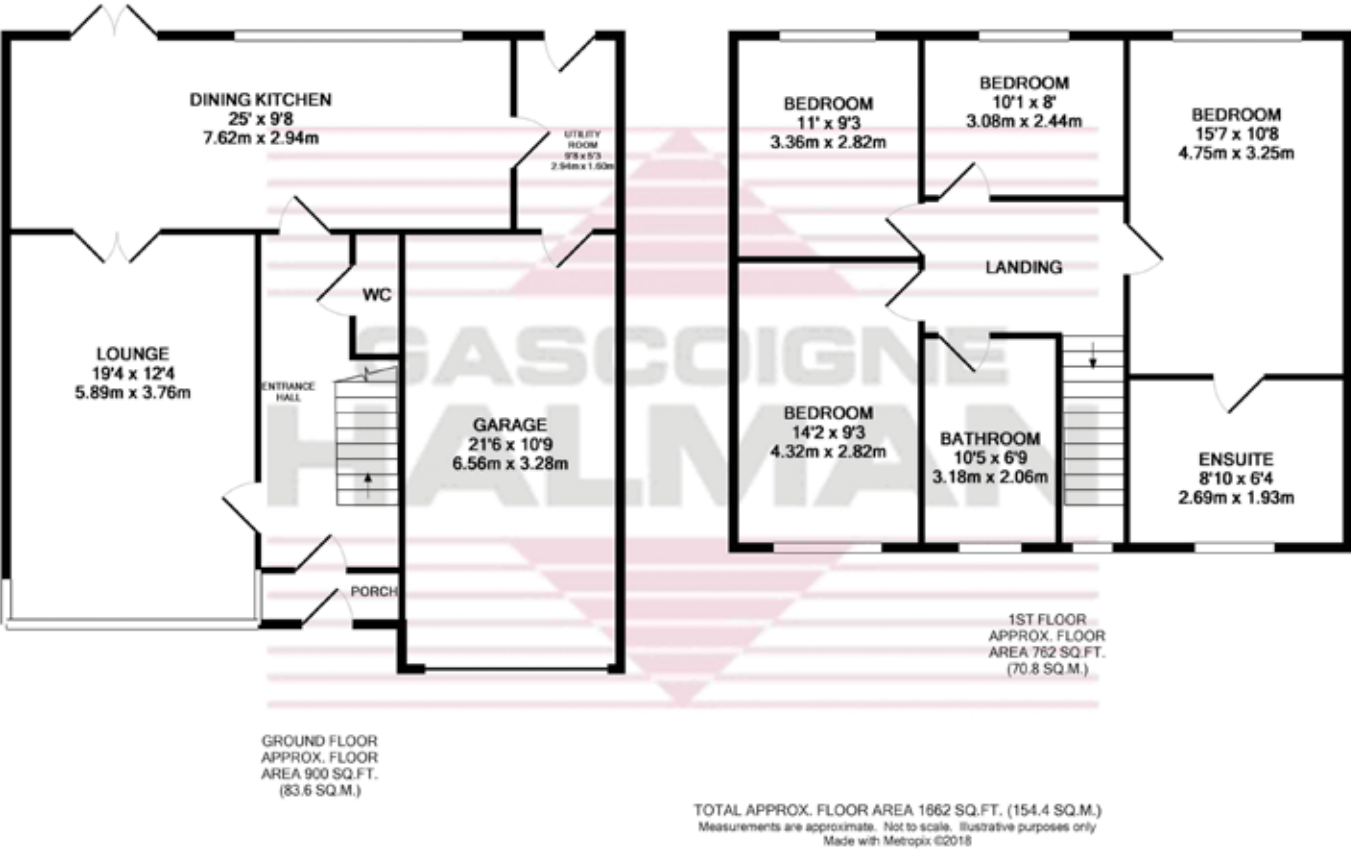 DINING KITCHEN
25' x 9'8
7.62m x 2.94m
UTILITY
ROOM
9'8 x 5'3
2.94m x 1.60m
WC
LOUNGE
19'4 x 12'4
5.89m x 3.76m
ENTRANCE
HALL
GARAGE
21'6 x 10'9
6.56m x 3.28m
PORCH
GROUND FLOOR
APPROX. FLOOR
AREA 900 SQ.FT.
(83.6 SQ.M.)
BEDROOM
11' x 9'3
3.36m x 2.82m
BEDROOM
10'1 x 8'
3.08m x 2.44m
BEDROOM
15'7 x 10'8
4.75m x 3.25m
LANDING
BEDROOM
14'2 x 9'3
4.32m x 2.82m
BATHROOM
10'5 x 6'9
3.18m x 2.06m
ENSUITE
8'10 x 6'4
2.69m x 1.93m
1ST FLOOR
APPROX. FLOOR
AREA 762 SQ.FT.
(70.8 SQ.M.)
GASCOIGNE
HALMAN
TOTAL APPROX. FLOOR AREA 1662 SQ.FT. (154.4 SQ.M.)
Measurements are approximate. Not to scale. Illustrative purposes only
Made with Metropix ©2018